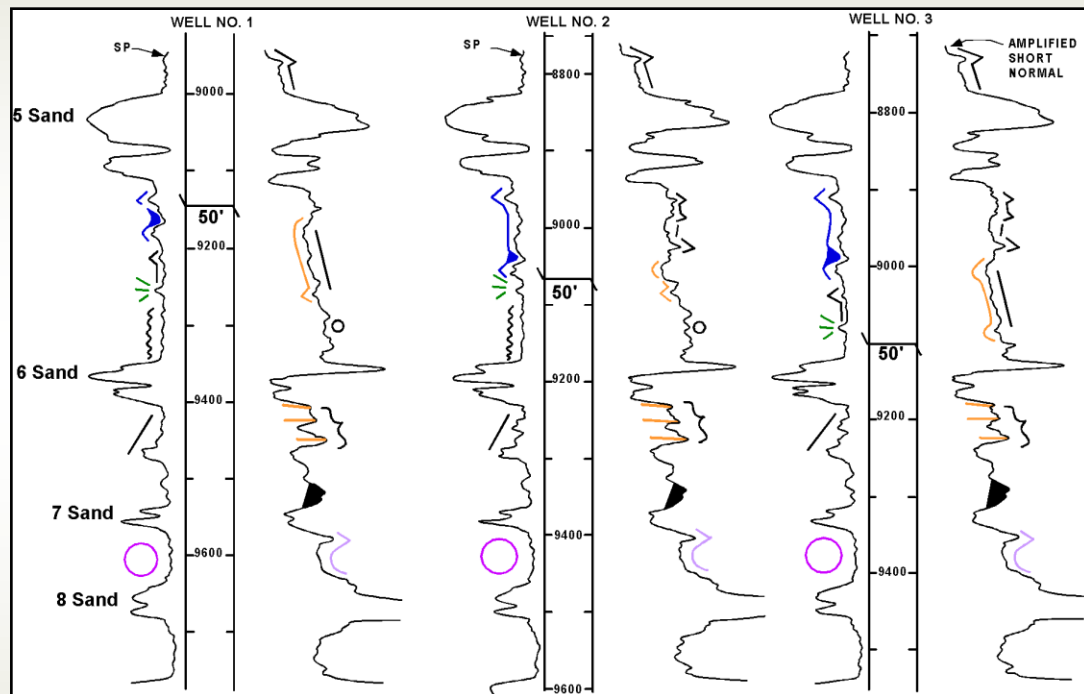 WELL NO. 1
WELL NO. 2
WELL NO. 3
SP
SP
AMPLIFIED
SHORT
NORMAL
5 Sand
6 Sand
7 Sand
8 Sand
9000
50'
9200
9400
9600
8800
9000
50'
9200
9400
9600
8800
9000
50'
9200
9400